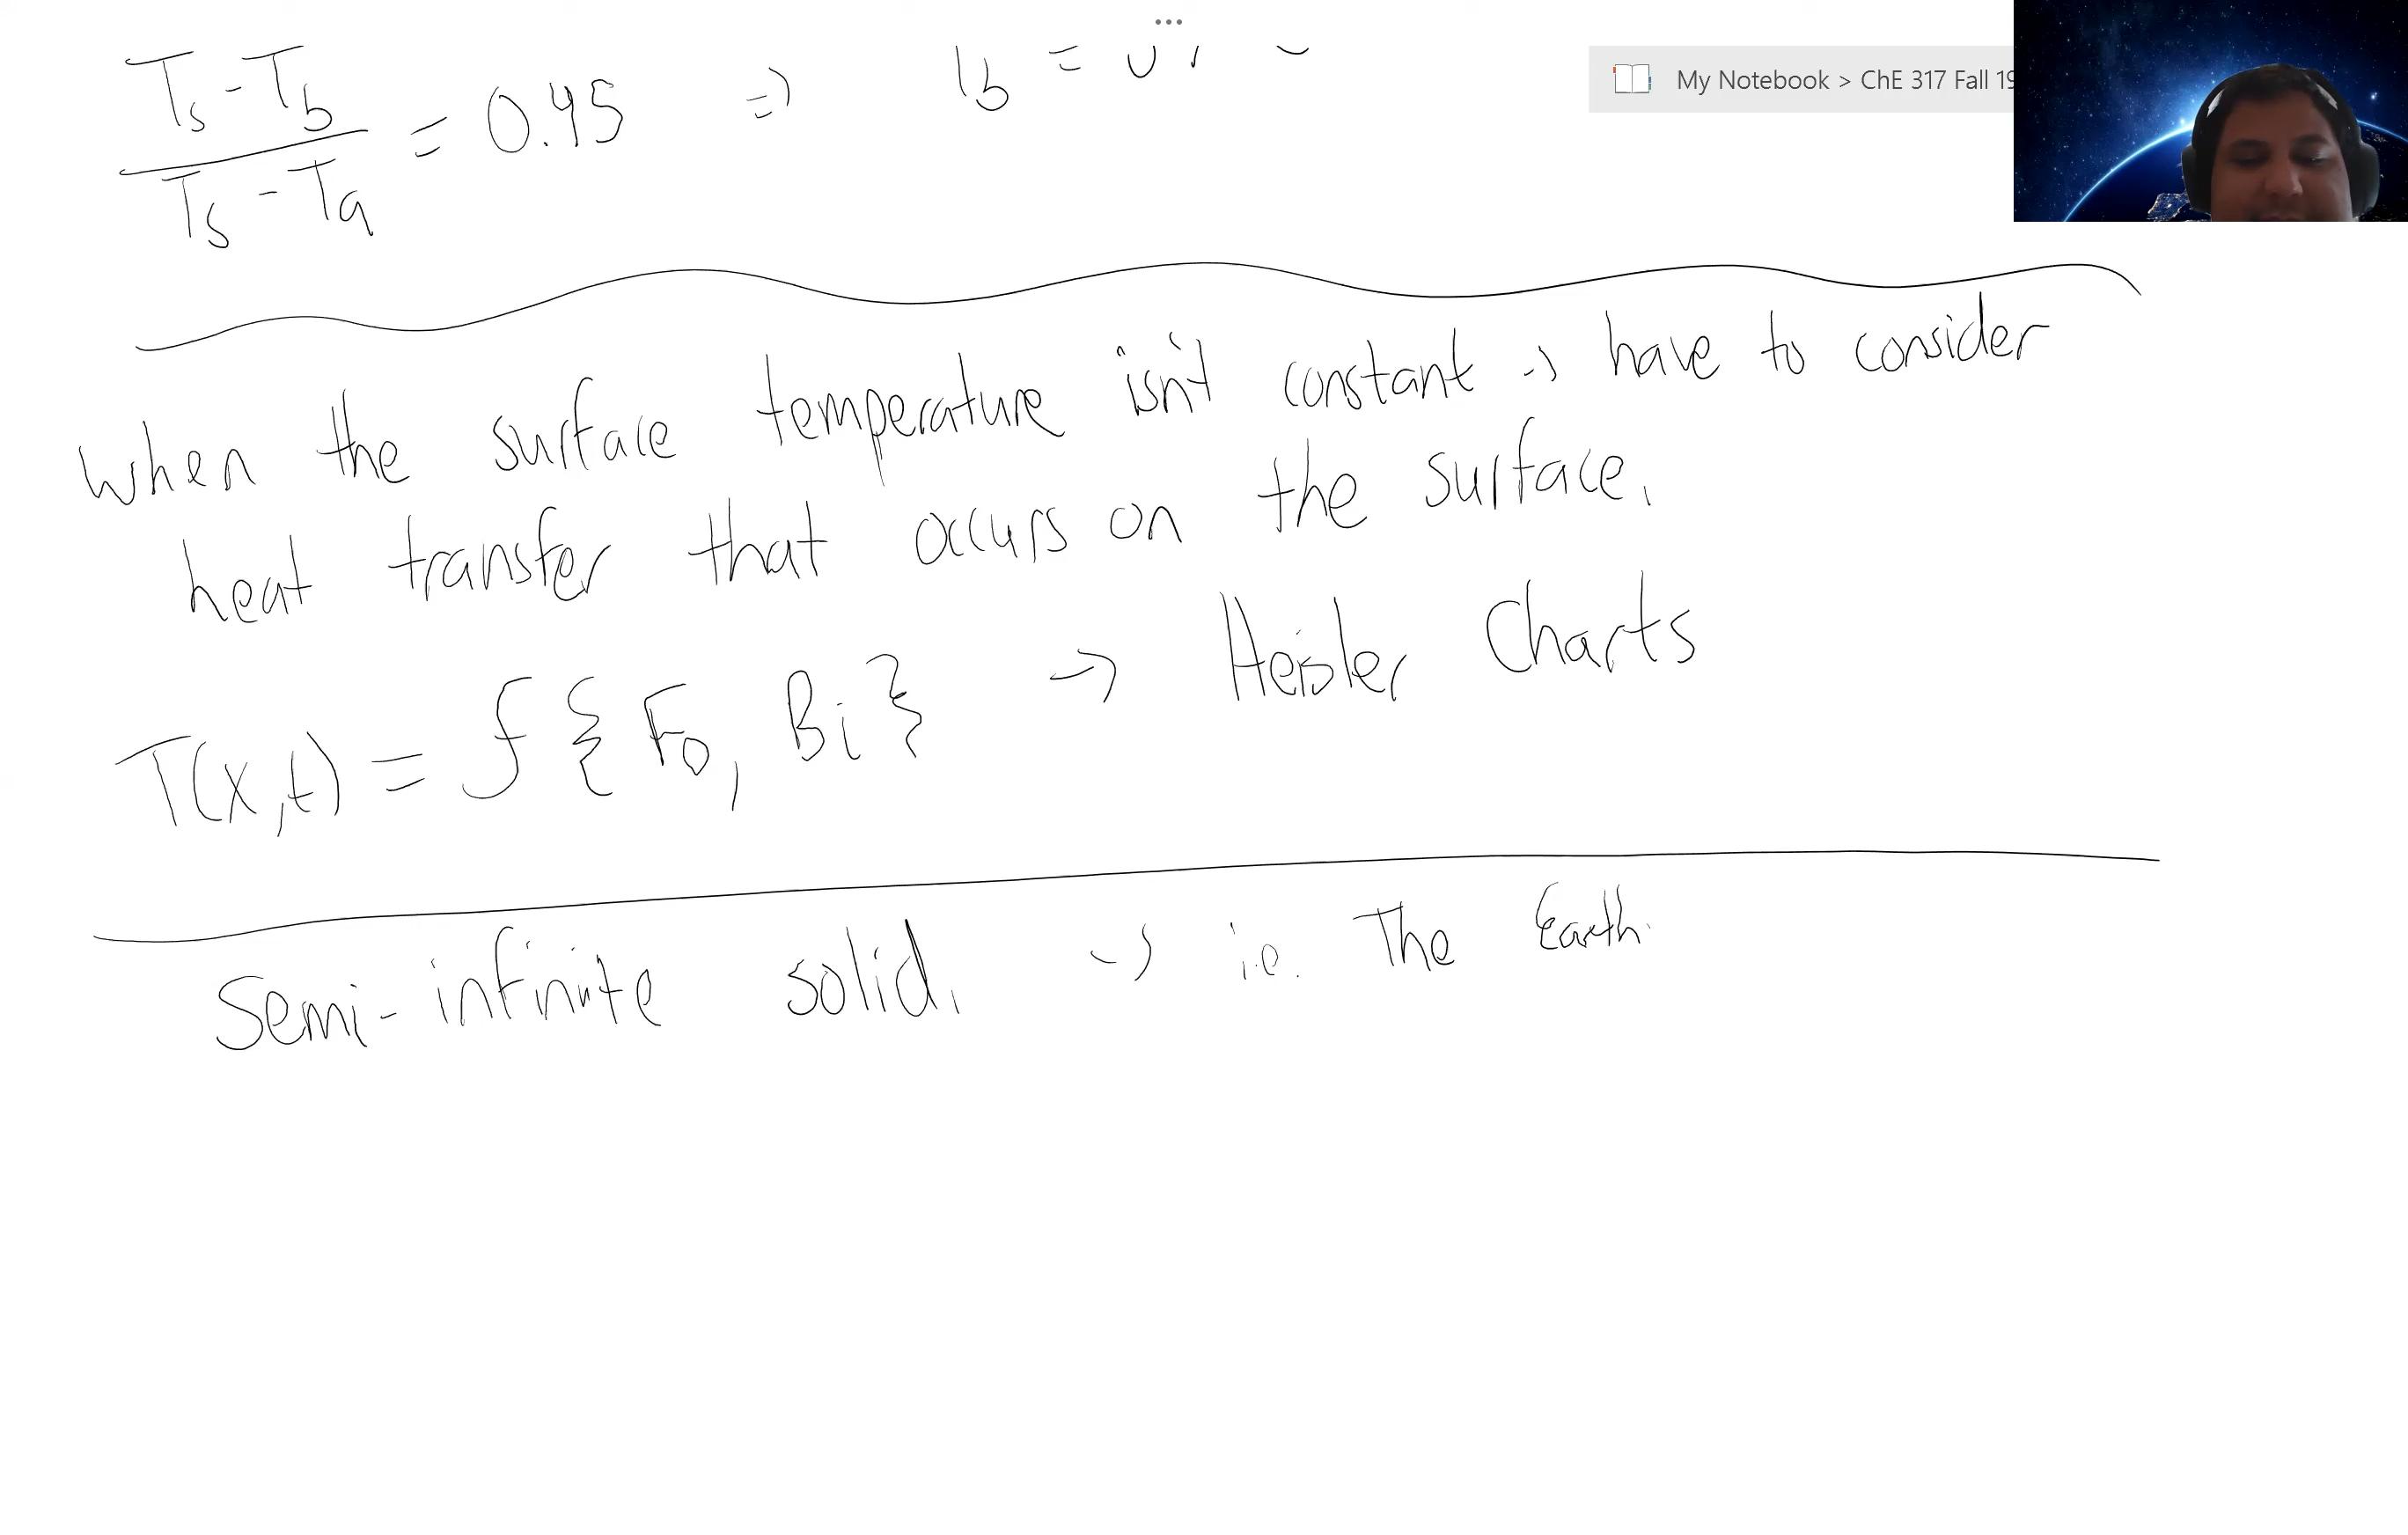 My Notebook > ChE 317 Fall 19
Ts - Tb
Ts - Ta
= 0.45 => Tb =
when the surface temperature isn't constant → have to consider
heat transfer that occurs on the surface.
T(x,t) = f{Fo, Bi} → Heisler Charts
Semi-infinite solid. → i.e. The Earth.